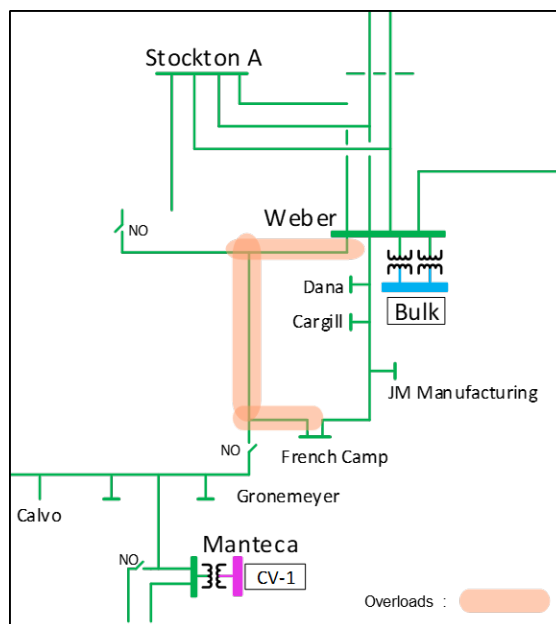 Stockton A
NO
Weber
Dana
Bulk
Cargill
JM Manufacturing
NO
French Camp
Gronemeyer
Calvo
Manteca
NO
CV-1
Overloads :